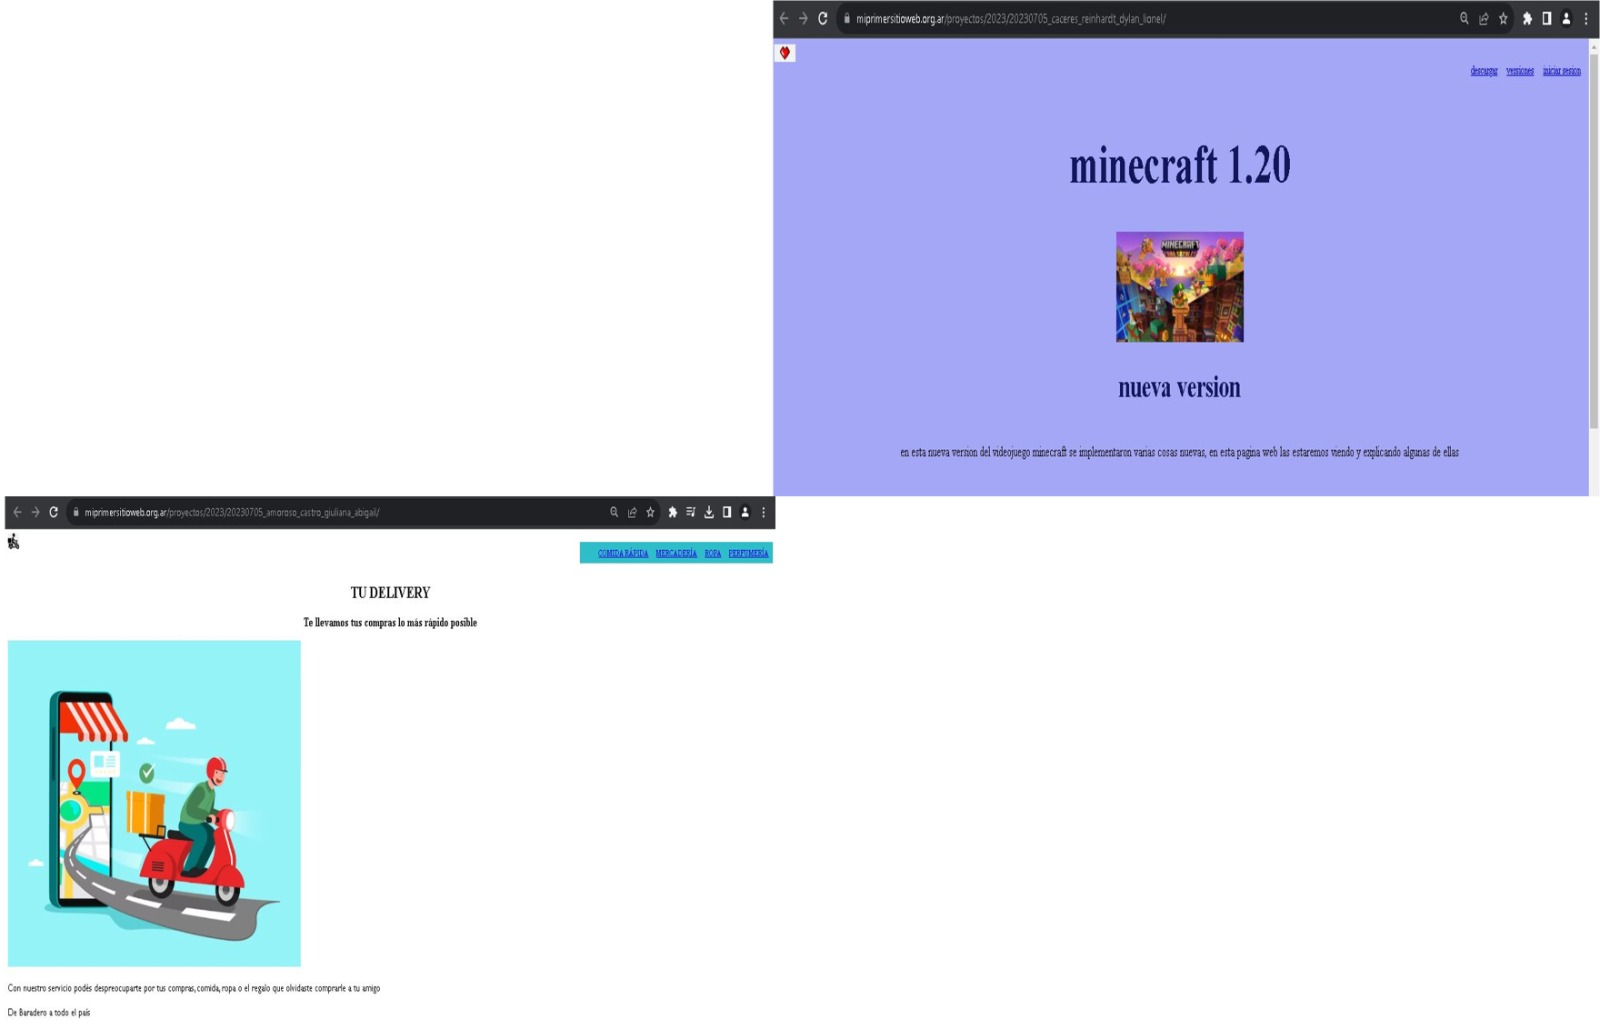 miprimersitioweb.org.ar/proyectos/2023/20230705_caceres_reinhardt_dylan_lionel/
descargar versiones iniciar sesion
minecraft 1.20
MINECRAFT
nueva version
en esta nueva version del videojuego minecraft se implementaron varias cosas nuevas, en esta pagina web las estaremos viendo y explicando algunas de ellas
miprimersitioweb.org.ar/proyectos/2023/20230705_amoroso_castro_giuliana_abigail/
COMIDA RÁPIDA MERCADERÍA ROPA PERFUMERÍA
TU DELIVERY
Te llevamos tus compras lo más rápido posible
Con nuestro servicio podés despreocuparte por tus compras, comida, ropa o el regalo que olvidaste comprarle a tu amigo
De Baradero a todo el país